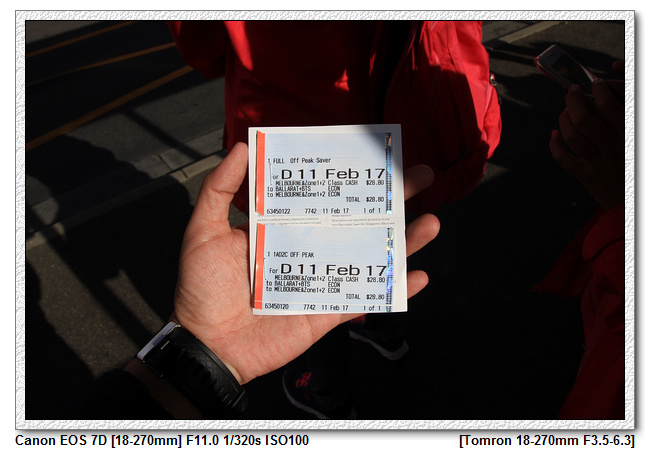 1 FULL Off Peak Saver
For D 11 Feb 17
MELBOURNE&Zone1+2 Class CASH $28.80
to BALLARAT+BTS ECON
to MELBOURNE&Zone1+2 ECON
TOTAL $28.80
63450122 7742 11 Feb 17 1 of 1
1 1AD2C OFF PEAK
For D 11 Feb 17
MELBOURNE&Zone1+2 Class CASH $28.80
to BALLARAT+BTS ECON
to MELBOURNE&Zone1+2 ECON
TOTAL $28.80
63450120 7742 11 Feb 17 1 of 1
Canon EOS 7D [18-270mm] F11.0 1/320s ISO100 [Tomron 18-270mm F3.5-6.3]